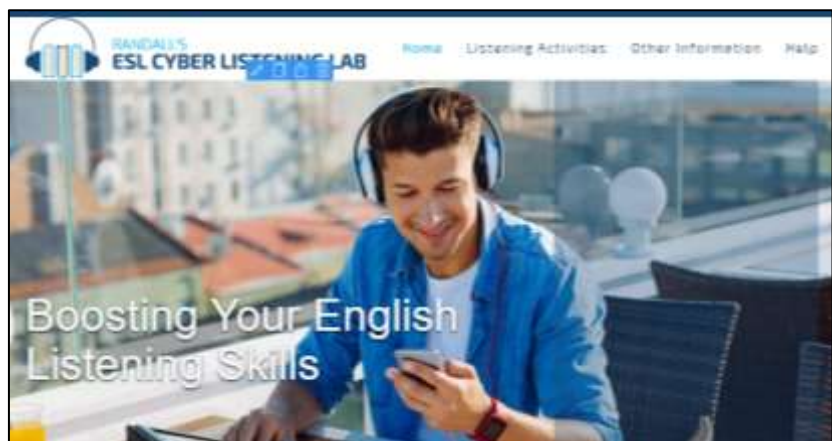 RANDALL'S
ESL CYBER LISTENING LAB
Home Listening Activities Other Information Help
Boosting Your English
Listening Skills